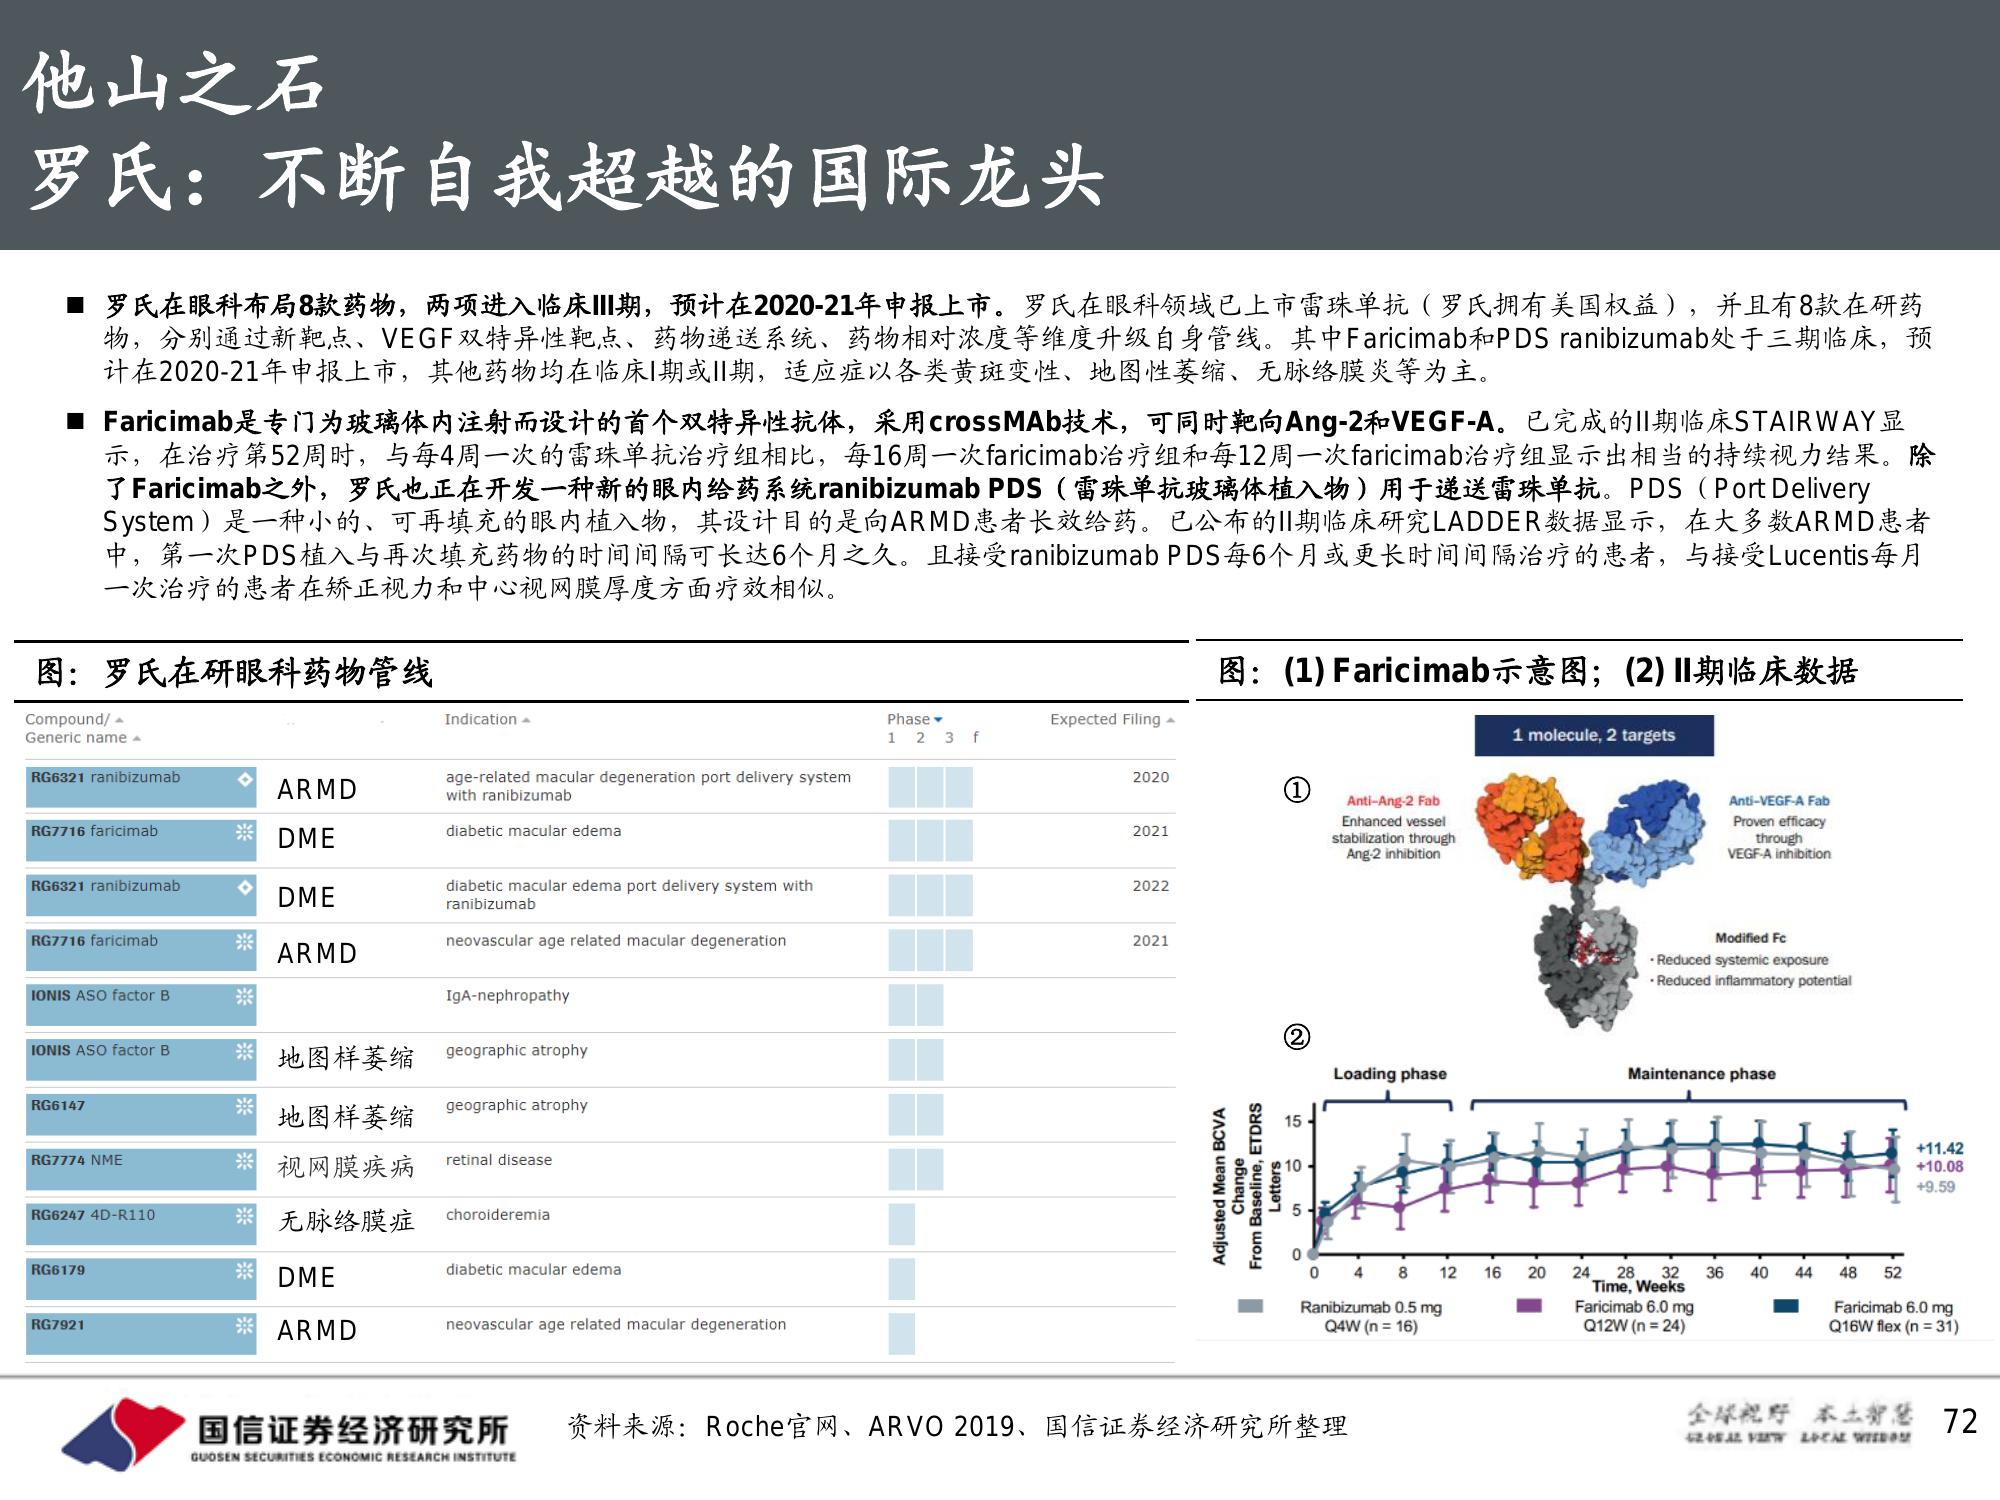 他山之石
罗氏：不断自我超越的国际龙头
■ 罗氏在眼科布局8款药物，两项进入临床III期，预计在2020-21年申报上市。罗氏在眼科领域已上市雷珠单抗（罗氏拥有美国权益），并且有8款在研药
物，分别通过新靶点、VEGF双特异性靶点、药物递送系统、药物相对浓度等维度升级自身管线。其中Faricimab和PDS ranibizumab处于三期临床，预
计在2020-21年申报上市，其他药物均在临床I期或II期，适应症以各类黄斑变性、地图性萎缩、无脉络膜炎等为主。
■ Faricimab是专门为玻璃体内注射而设计的首个双特异性抗体，采用crossMAb技术，可同时靶向Ang-2和VEGF-A。已完成的II期临床STAIRWAY显
示，在治疗第52周时，与每4周一次的雷珠单抗治疗组相比，每16周一次faricimab治疗组和每12周一次faricimab治疗组显示出相当的持续视力结果。除
了Faricimab之外，罗氏也正在开发一种新的眼内给药系统ranibizumab PDS（雷珠单抗玻璃体植入物）用于递送雷珠单抗。PDS（Port Delivery
System）是一种小的、可再填充的眼内植入物，其设计目的是向ARMD患者长效给药。已公布的II期临床研究LADDER数据显示，在大多数ARMD患者
中，第一次PDS植入与再次填充药物的时间间隔可长达6个月之久。且接受ranibizumab PDS每6个月或更长时间间隔治疗的患者，与接受Lucentis每月
一次治疗的患者在矫正视力和中心视网膜厚度方面疗效相似。
图： 罗氏在研眼科药物管线
Compound/ Indication Phase Expected Filing
Generic name 1 2 3 f
RG6321 ranibizumab ARMD age-related macular degeneration port delivery system 2020
with ranibizumab
RG7716 faricimab DME diabetic macular edema 2021
RG6321 ranibizumab DME diabetic macular edema port delivery system with 2022
ranibizumab
RG7716 faricimab ARMD neovascular age related macular degeneration 2021
IONIS ASO factor B IgA-nephropathy
IONIS ASO factor B 地图样萎缩 geographic atrophy
RG6147 地图样萎缩 geographic atrophy
RG7774 NME 视网膜疾病 retinal disease
RG6247 4D-R110 无脉络膜症 choroideremia
RG6179 DME diabetic macular edema
RG7921 ARMD neovascular age related macular degeneration
图： (1) Faricimab示意图； (2) II期临床数据
1 molecule, 2 targets
①
Anti–Ang-2 Fab
Enhanced vessel
stabilization through
Ang-2 inhibition
Anti–VEGF-A Fab
Proven efficacy
through
VEGF-A inhibition
Modified Fc
· Reduced systemic exposure
· Reduced inflammatory potential
②
Loading phase Maintenance phase
Adjusted Mean BCVA
Change
From Baseline, ETDRS
Letters
15
10
5
0
+11.42
+10.08
+9.59
0 4 8 12 16 20 24 28 32 36 40 44 48 52
Time, Weeks
Ranibizumab 0.5 mg
Q4W (n = 16)
Faricimab 6.0 mg
Q12W (n = 24)
Faricimab 6.0 mg
Q16W flex (n = 31)
国信证券经济研究所
GUOSEN SECURITIES ECONOMIC RESEARCH INSTITUTE
资料来源：Roche官网、ARVO 2019、国信证券经济研究所整理
全球视野 本土智慧
GLOBAL VIEW LOCAL WISDOM
72